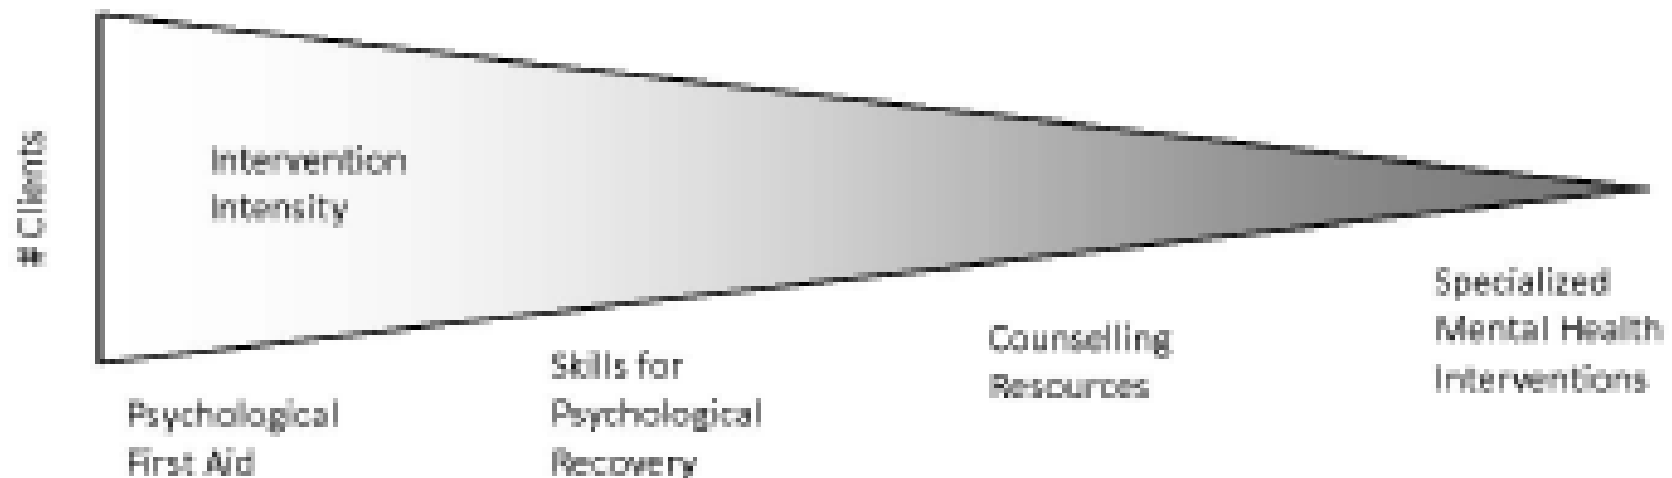 # Clients
Intervention
Intensity
Psychological
First Aid
Skills for
Psychological
Recovery
Counselling
Resources
Specialized
Mental Health
Interventions